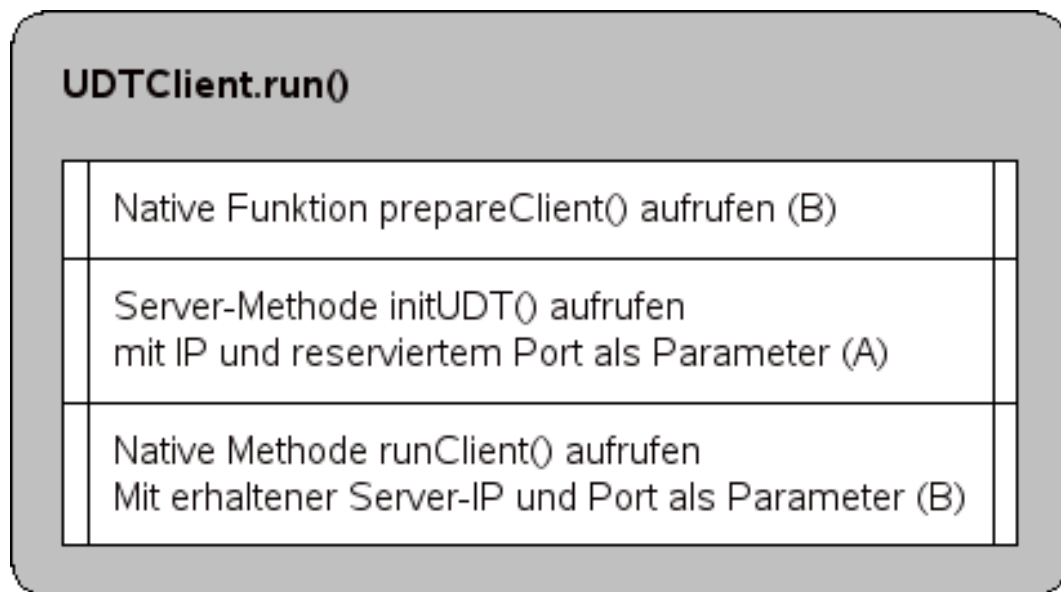 UDTClient.run()
Native Funktion prepareClient() aufrufen (B)
Server-Methode initUDT() aufrufen
mit IP und reserviertem Port als Parameter (A)
Native Methode runClient() aufrufen
Mit erhaltener Server-IP und Port als Parameter (B)